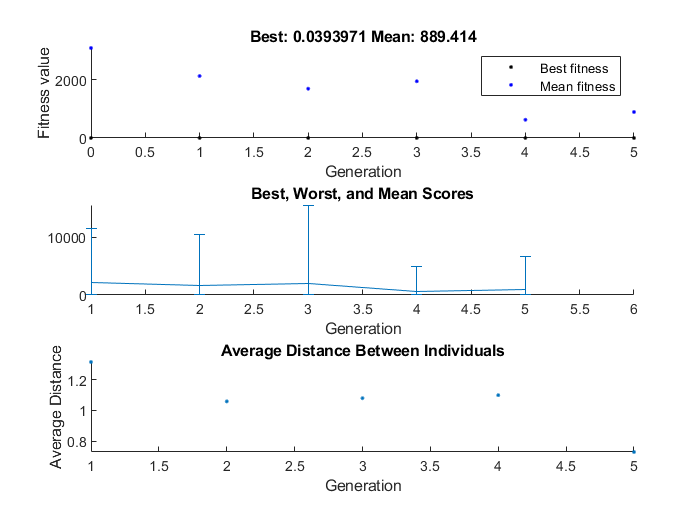 Best: 0.0393971 Mean: 889.414
Fitness value
2000
0
Best fitness
Mean fitness
0 0.5 1 1.5 2 2.5 3 3.5 4 4.5 5
Generation
Best, Worst, and Mean Scores
10000
0
1 1.5 2 2.5 3 3.5 4 4.5 5 5.5 6
Generation
Average Distance Between Individuals
Average Distance
1.2
1
0.8
1 1.5 2 2.5 3 3.5 4 4.5 5
Generation